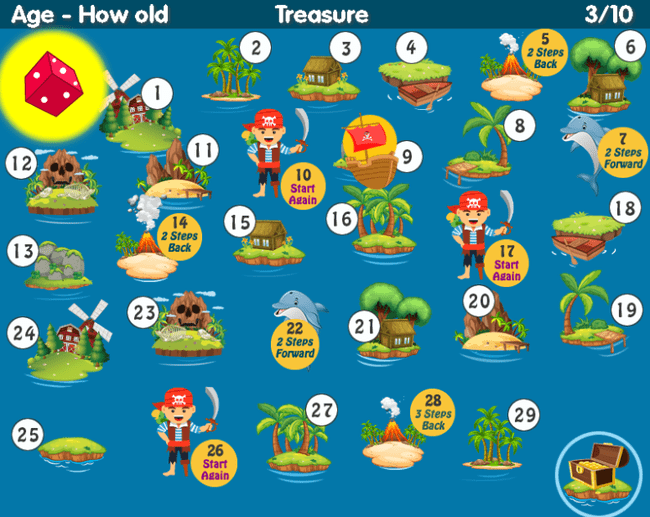 Age - How old
Treasure
3/10
1
2
3
4
5
2 Steps
Back
6
7
2 Steps
Forward
8
9
10
Start
Again
11
12
13
14
2 Steps
Back
15
16
17
Start
Again
18
19
20
21
22
2 Steps
Forward
23
24
25
26
Start
Again
27
28
3 Steps
Back
29